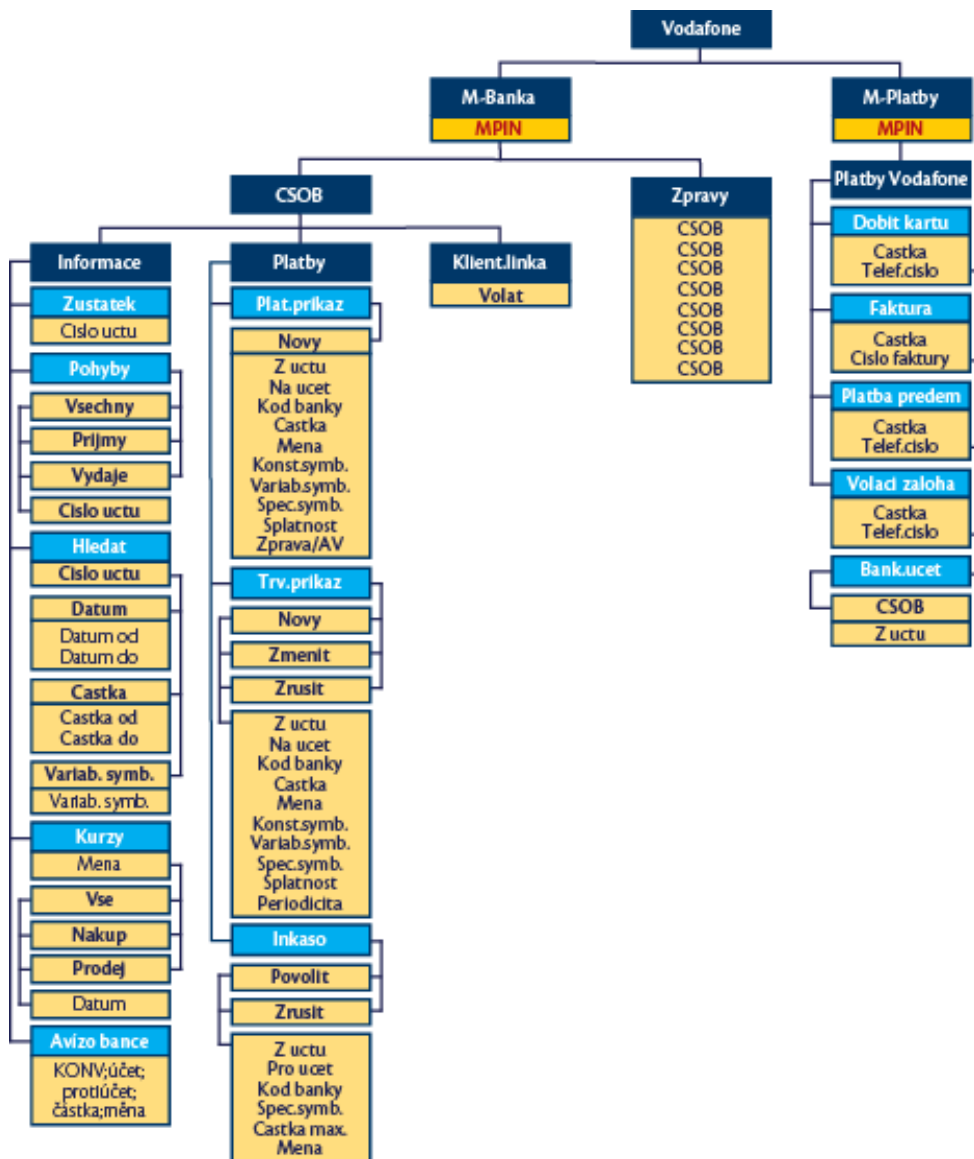 Vodafone
M-Banka
MPIN
M-Platby
MPIN
CSOB
Zpravy
CSOB
CSOB
CSOB
CSOB
CSOB
CSOB
CSOB
CSOB
Informace
Zustatek
Cislo uctu
Pohyby
Vsechny
Prijmy
Vydaje
Cislo uctu
Hledat
Cislo uctu
Datum
Datum od
Datum do
Castka
Castka od
Castka do
Variab. symb.
Variab. symb.
Kurzy
Mena
Vse
Nakup
Prodej
Datum
Avizo bance
KONV;účet;
protiúčet;
částka;měna
Platby
Plat.prikaz
Novy
Z uctu
Na ucet
Kod banky
Castka
Mena
Konst.symb.
Variab.symb.
Spec.symb.
Splatnost
Zprava/AV
Trv.prikaz
Novy
Zmenit
Zrusit
Z uctu
Na ucet
Kod banky
Castka
Mena
Konst.symb.
Variab.symb.
Spec.symb.
Splatnost
Periodicita
Inkaso
Povolit
Zrusit
Z uctu
Pro ucet
Kod banky
Spec.symb.
Castka max.
Mena
Klient.linka
Volat
Platby Vodafone
Dobit kartu
Castka
Telef.cislo
Faktura
Castka
Cislo faktury
Platba predem
Castka
Telef.cislo
Volaci zaloha
Castka
Telef.cislo
Bank.ucet
CSOB
Z uctu